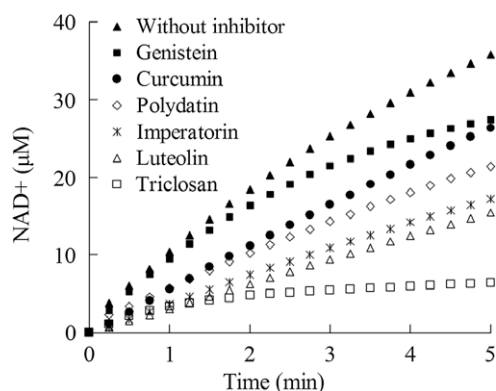 40
30
20
10
0
NAD+ (μM)
Without inhibitor
Genistein
Curcumin
Polydatin
Imperatorin
Luteolin
Triclosan
0 1 2 3 4 5
Time (min)